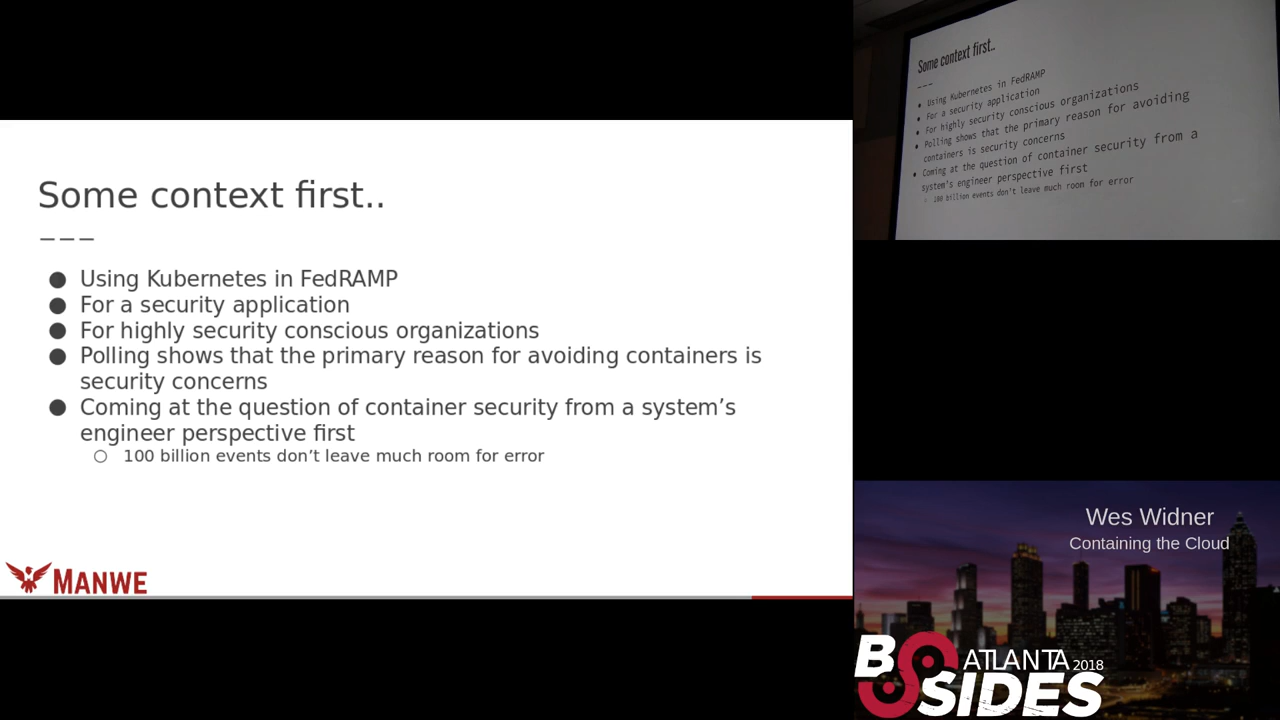 Some context first..
___
● Using Kubernetes in FedRAMP
● For a security application
● For highly security conscious organizations
● Polling shows that the primary reason for avoiding containers is
security concerns
● Coming at the question of container security from a system’s
engineer perspective first
○ 100 billion events don’t leave much room for error
MANWE
Some context first..
___
● Using Kubernetes in FedRAMP
● For a security application
● For highly security conscious organizations
● Polling shows that the primary reason for avoiding
containers is security concerns
● Coming at the question of container security from a
system’s engineer perspective first
○ 100 billion events don’t leave much room for error
Wes Widner
Containing the Cloud
BSIDES
ATLANTA 2018